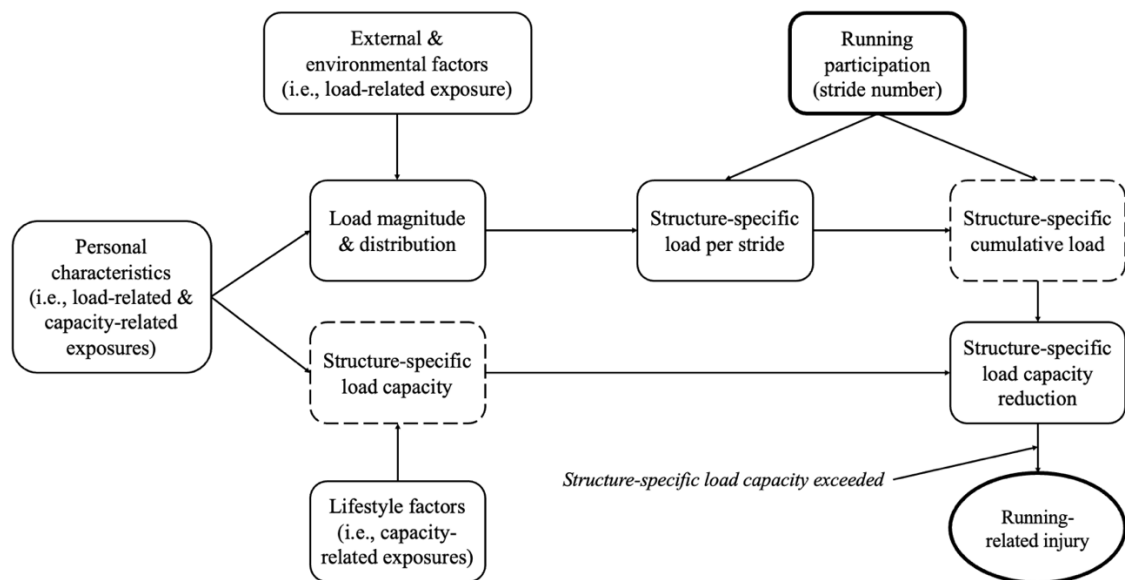 External &
environmental factors
(i.e., load-related exposure)
Running
participation
(stride number)
Load magnitude
& distribution
Structure-specific
load per stride
Structure-specific
cumulative load
Personal
characteristics
(i.e., load-related &
capacity-related
exposures)
Structure-specific
load capacity
Structure-specific
load capacity
reduction
Structure-specific load capacity exceeded
Lifestyle factors
(i.e., capacity-
related exposures)
Running-
related injury